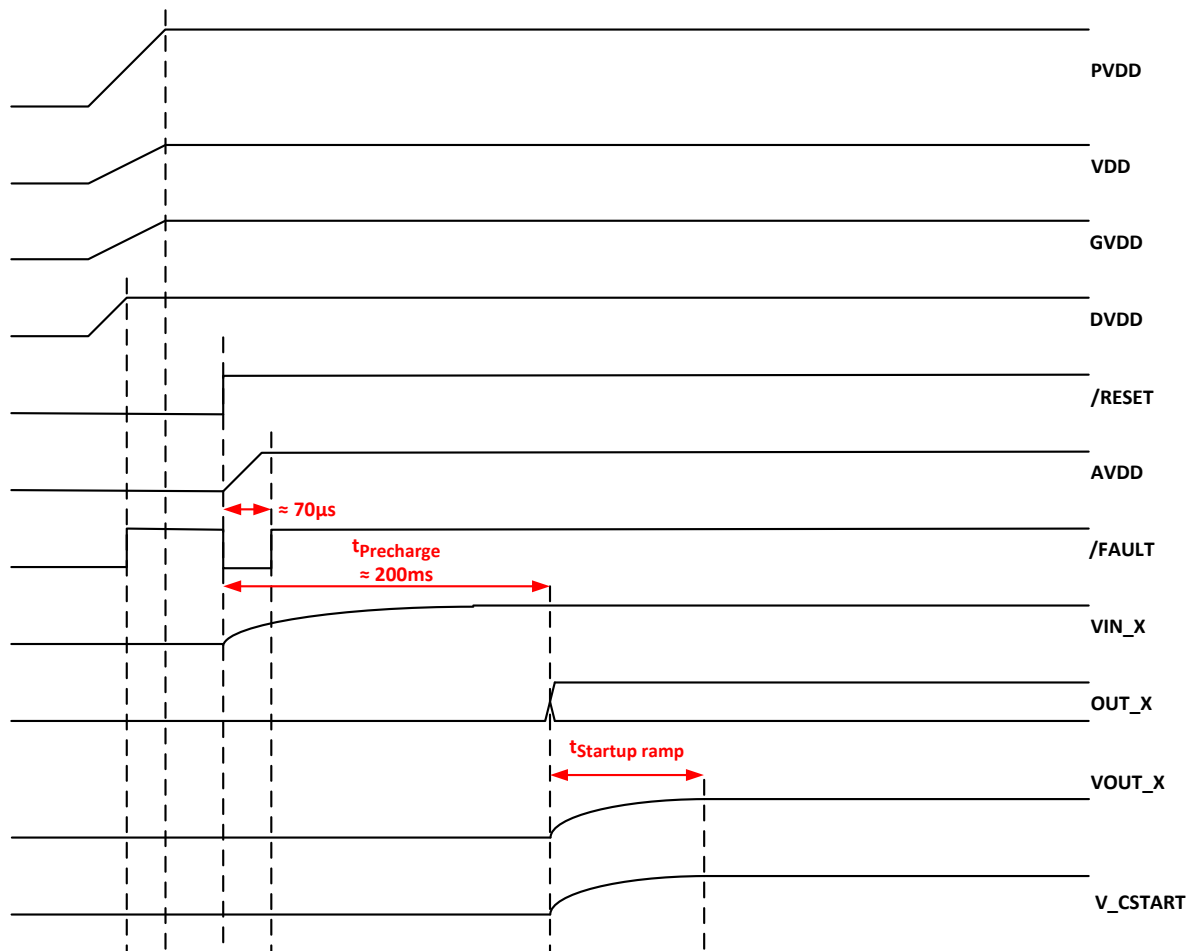 PVDD
VDD
GVDD
DVDD
/RESET
AVDD
≈ 70µs
/FAULT
tPrecharge
≈ 200ms
VIN_X
OUT_X
tStartup ramp
VOUT_X
V_CSTART